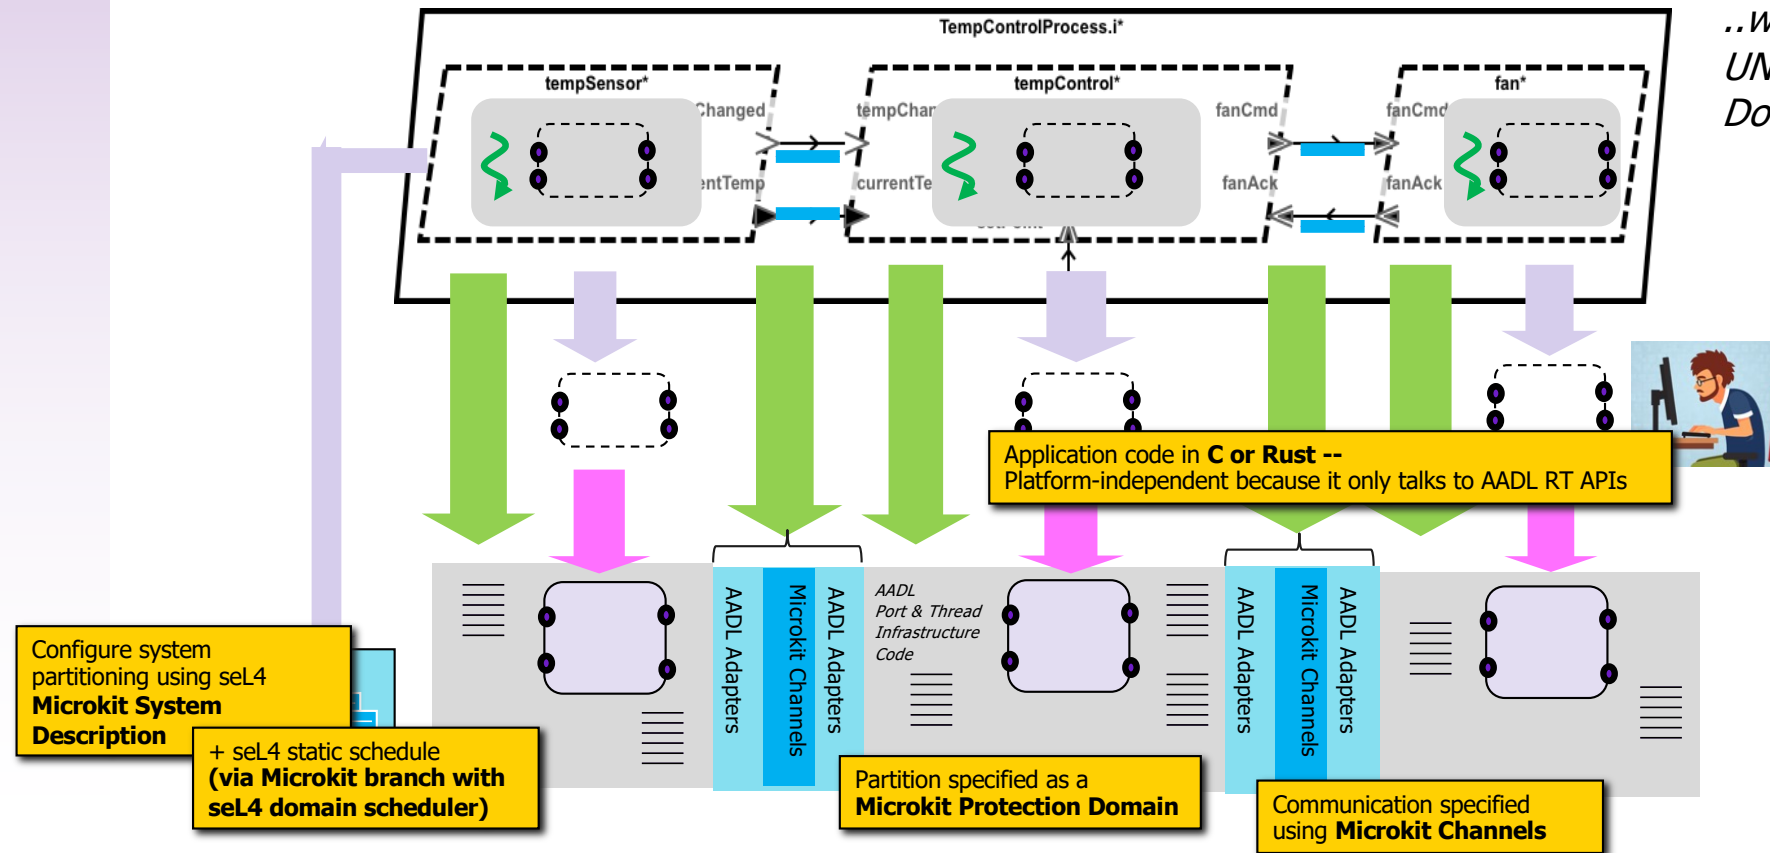 TempControlProcess.i*
..w
UN
Do
tempSensor*
tempControl*
fan*
Changed
tempChan
fanCmd
fanCmd
entTemp
currentTe
fanAck
fanAck
Application code in C or Rust --
Platform-independent because it only talks to AADL RT APIs
AADL Adapters
Microkit Channels
AADL Adapters
AADL
Port & Thread
Infrastructure
Code
AADL Adapters
Microkit Channels
AADL Adapters
Configure system
partitioning using seL4
Microkit System
Description
+ seL4 static schedule
(via Microkit branch with
seL4 domain scheduler)
Partition specified as a
Microkit Protection Domain
Communication specified
using Microkit Channels